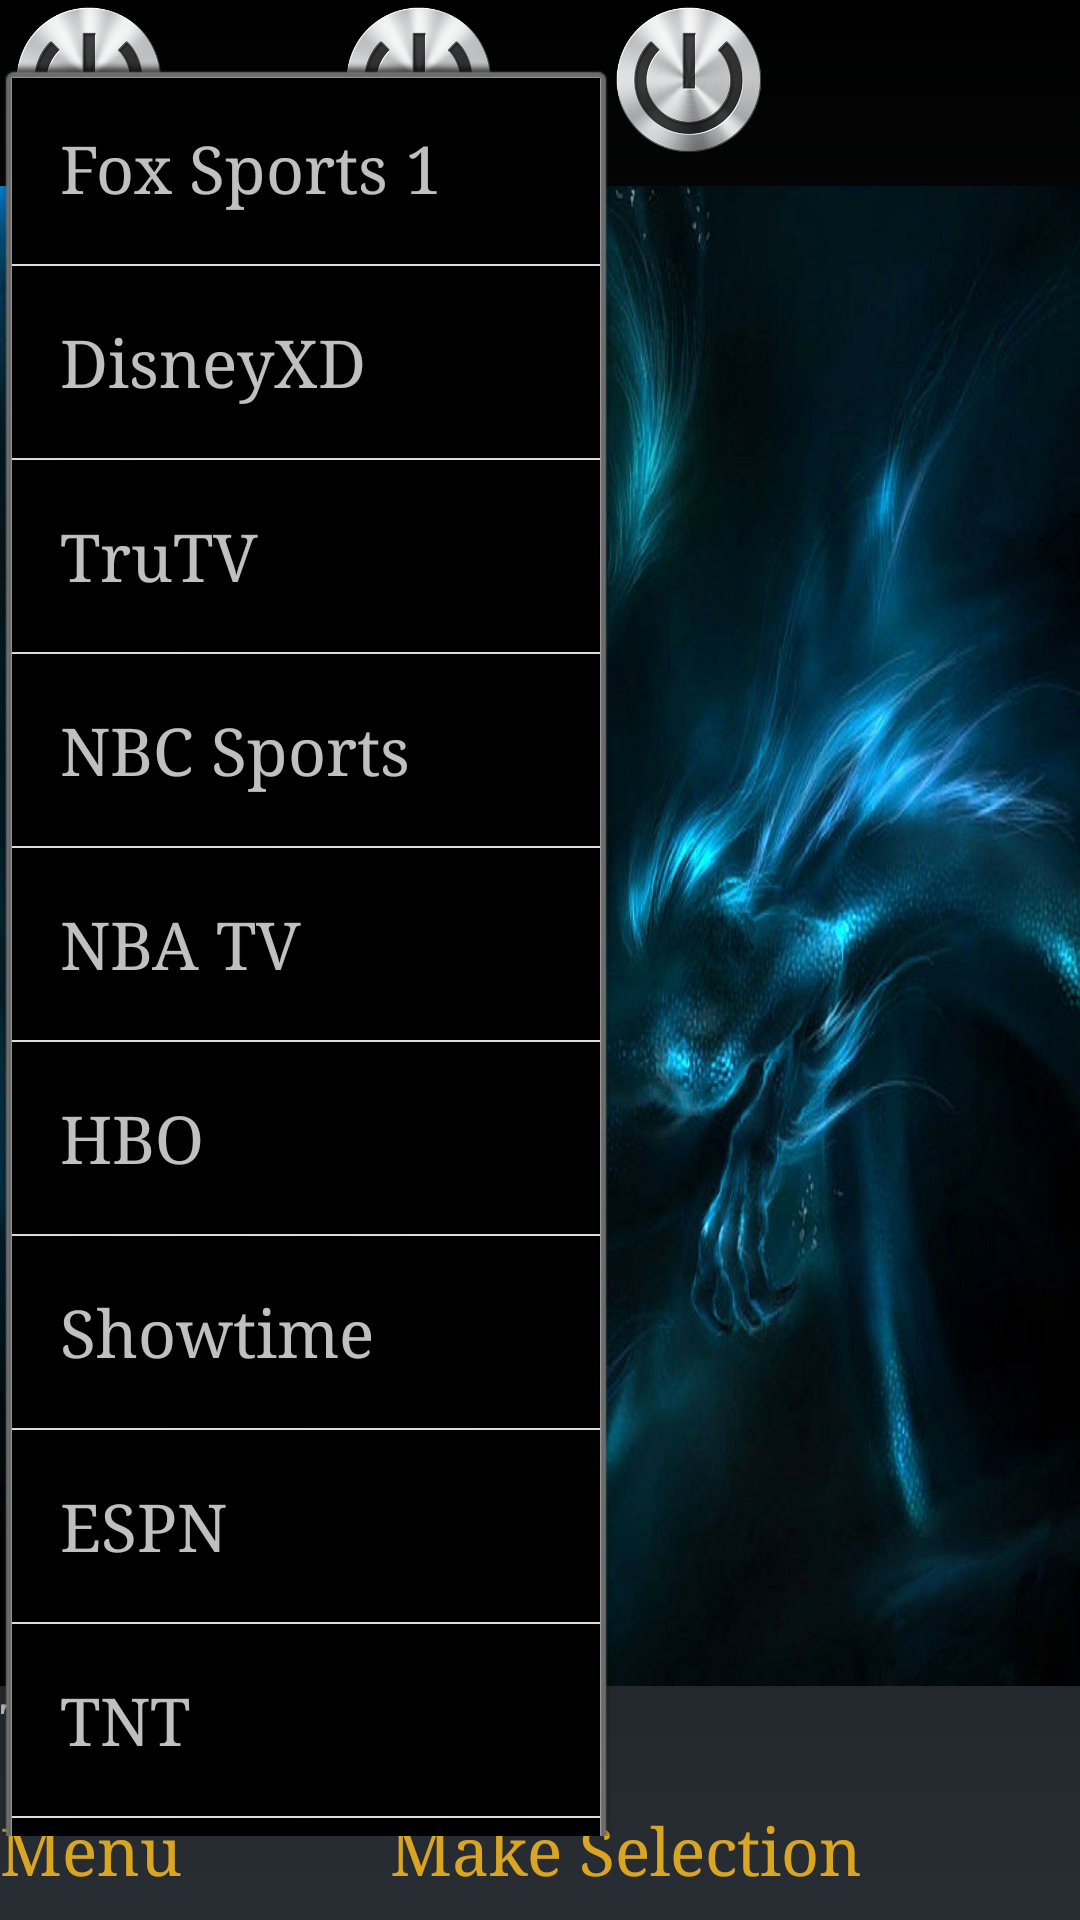 Fox Sports 1
DisneyXD
TruTV
NBC Sports
NBA TV
HBO
Showtime
ESPN
TNT
Menu
Make Selection